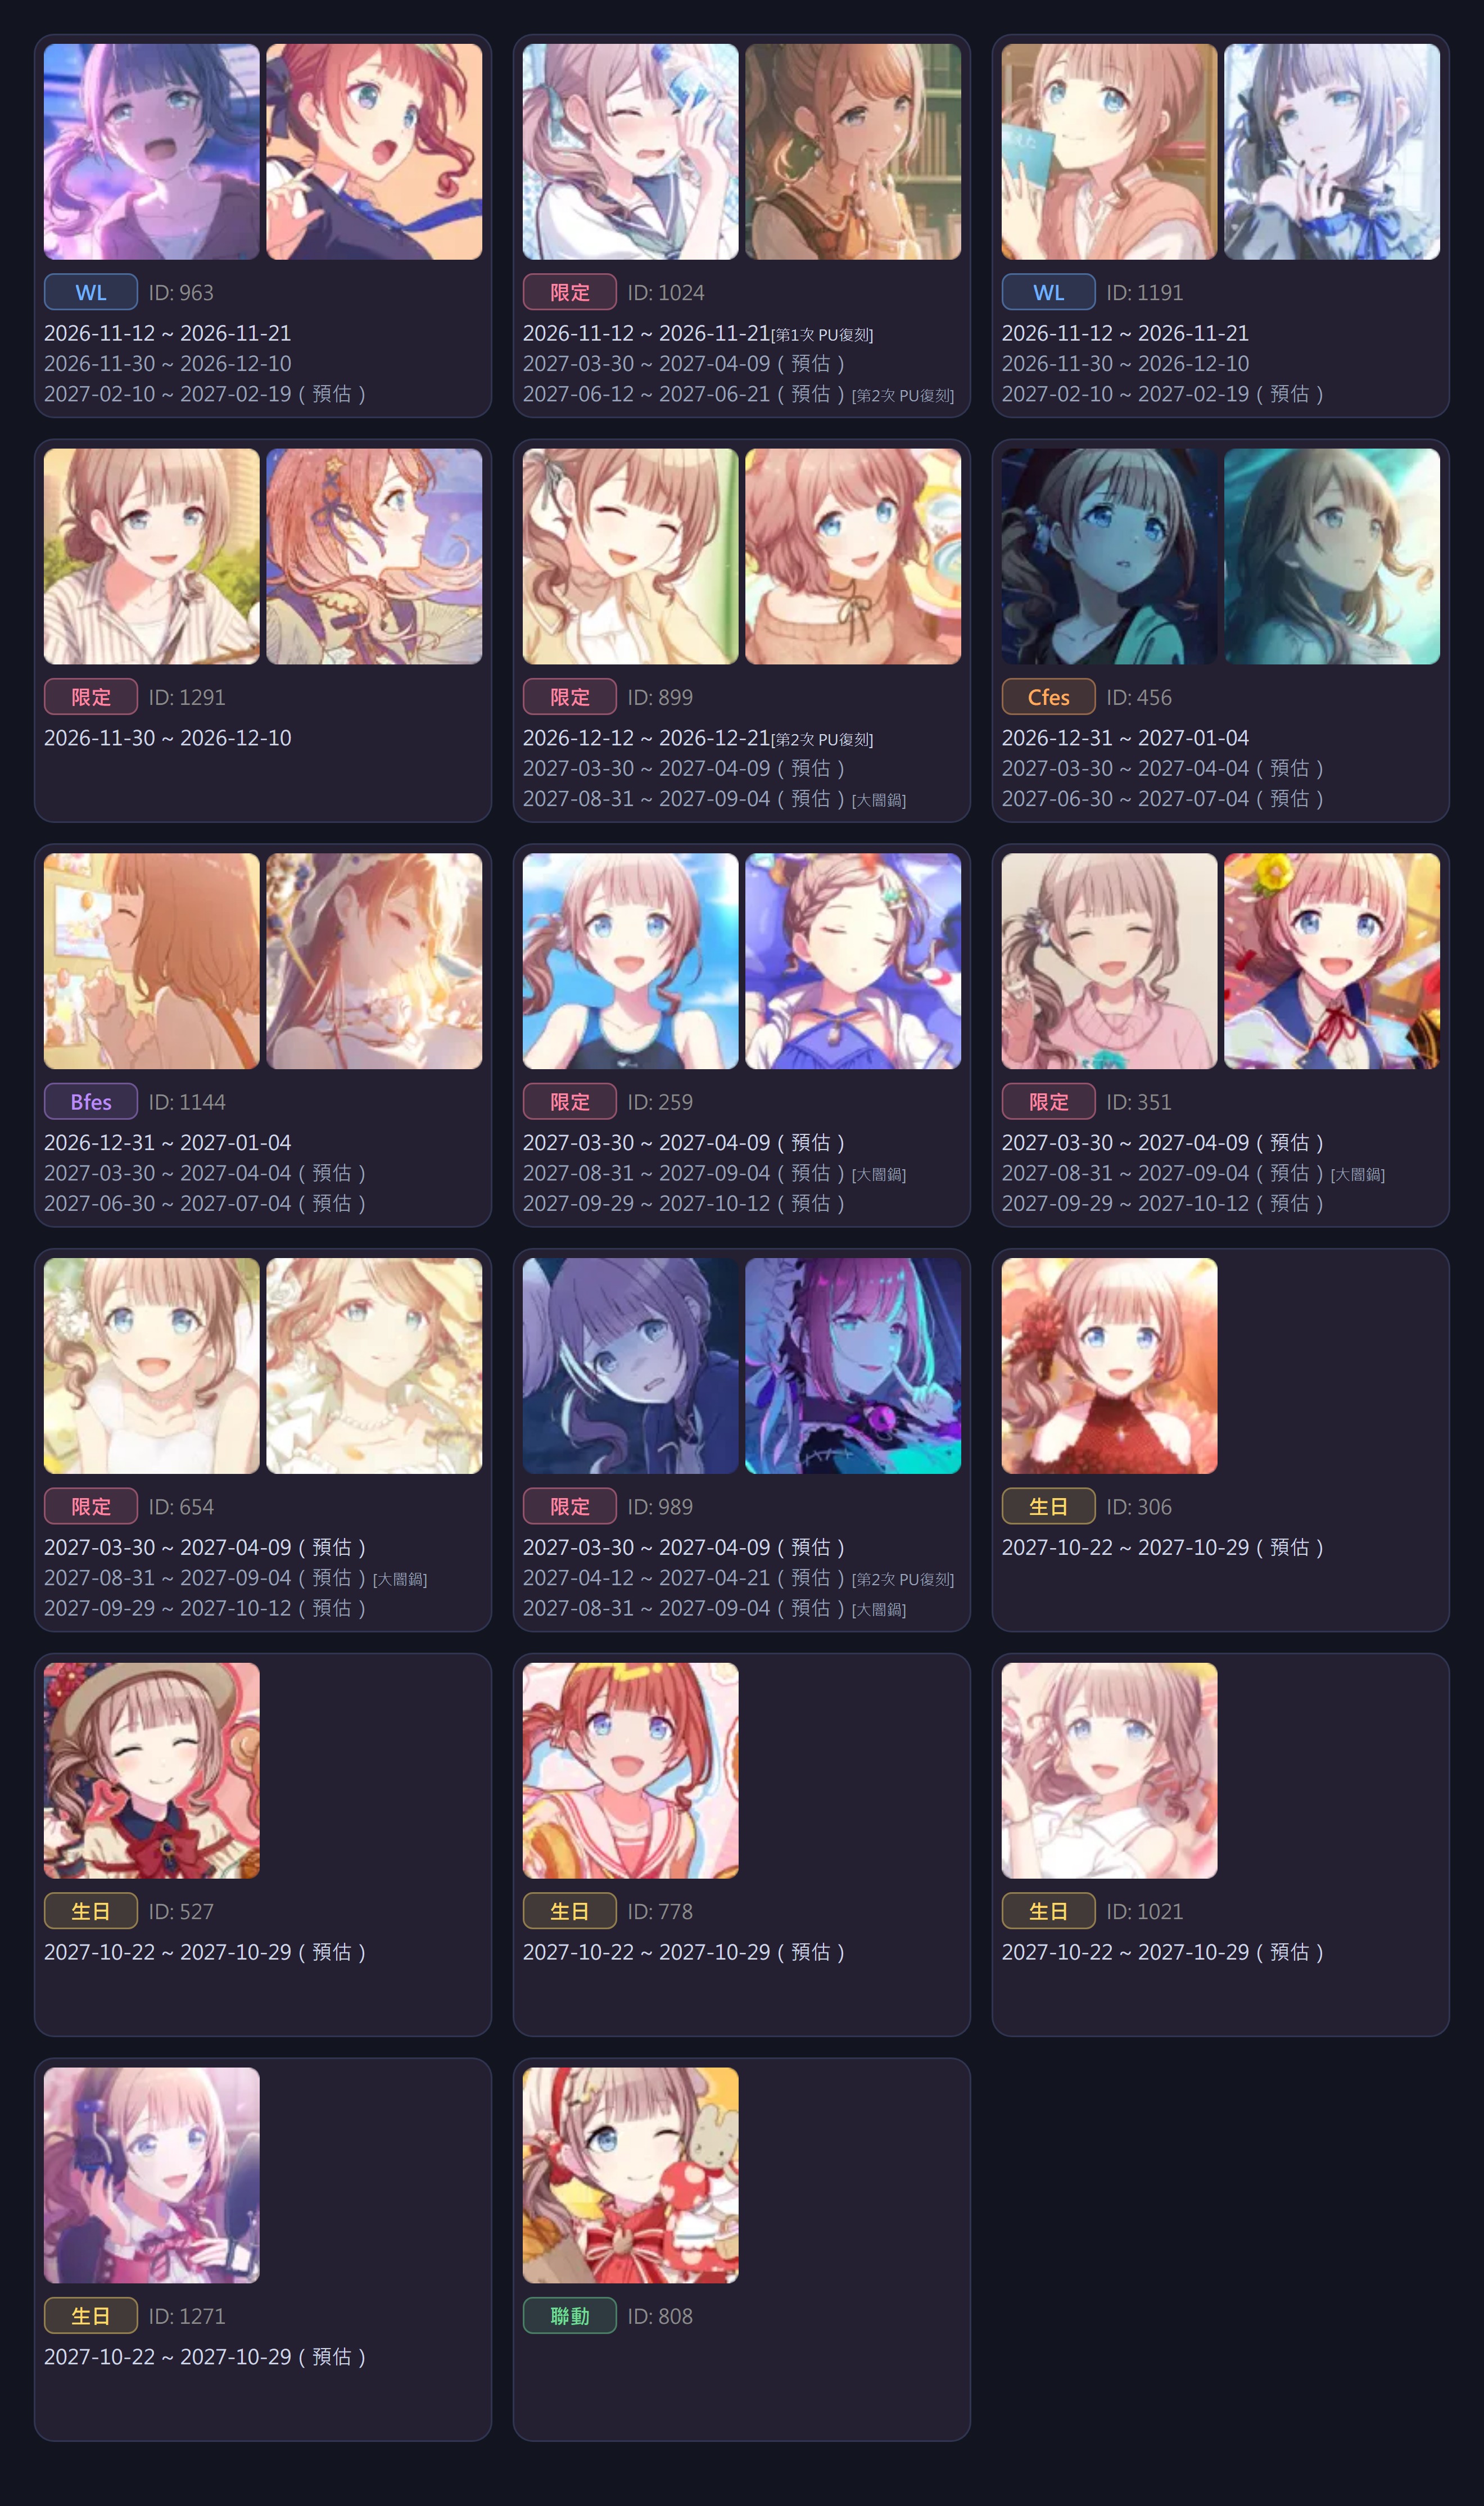 WL ID: 963
2026-11-12 ~ 2026-11-21
2026-11-30 ~ 2026-12-10
2027-02-10 ~ 2027-02-19 ( 預估 )
限定 ID: 1024
2026-11-12 ~ 2026-11-21[第1次 PU復刻]
2027-03-30 ~ 2027-04-09 ( 預估 )
2027-06-12 ~ 2027-06-21 ( 預估 ) [第2次 PU復刻]
WL ID: 1191
2026-11-12 ~ 2026-11-21
2026-11-30 ~ 2026-12-10
2027-02-10 ~ 2027-02-19 ( 預估 )
限定 ID: 1291
2026-11-30 ~ 2026-12-10
限定 ID: 899
2026-12-12 ~ 2026-12-21[第2次 PU復刻]
2027-03-30 ~ 2027-04-09 ( 預估 )
2027-08-31 ~ 2027-09-04 ( 預估 ) [大闇鍋]
Cfes ID: 456
2026-12-31 ~ 2027-01-04
2027-03-30 ~ 2027-04-04 ( 預估 )
2027-06-30 ~ 2027-07-04 ( 預估 )
Bfes ID: 1144
2026-12-31 ~ 2027-01-04
2027-03-30 ~ 2027-04-04 ( 預估 )
2027-06-30 ~ 2027-07-04 ( 預估 )
限定 ID: 259
2027-03-30 ~ 2027-04-09 ( 預估 )
2027-08-31 ~ 2027-09-04 ( 預估 ) [大闇鍋]
2027-09-29 ~ 2027-10-12 ( 預估 )
限定 ID: 351
2027-03-30 ~ 2027-04-09 ( 預估 )
2027-08-31 ~ 2027-09-04 ( 預估 ) [大闇鍋]
2027-09-29 ~ 2027-10-12 ( 預估 )
限定 ID: 654
2027-03-30 ~ 2027-04-09 ( 預估 )
2027-08-31 ~ 2027-09-04 ( 預估 ) [大闇鍋]
2027-09-29 ~ 2027-10-12 ( 預估 )
限定 ID: 989
2027-03-30 ~ 2027-04-09 ( 預估 )
2027-04-12 ~ 2027-04-21 ( 預估 ) [第2次 PU復刻]
2027-08-31 ~ 2027-09-04 ( 預估 ) [大闇鍋]
生日 ID: 306
2027-10-22 ~ 2027-10-29 ( 預估 )
生日 ID: 527
2027-10-22 ~ 2027-10-29 ( 預估 )
生日 ID: 778
2027-10-22 ~ 2027-10-29 ( 預估 )
生日 ID: 1021
2027-10-22 ~ 2027-10-29 ( 預估 )
生日 ID: 1271
2027-10-22 ~ 2027-10-29 ( 預估 )
聯動 ID: 808